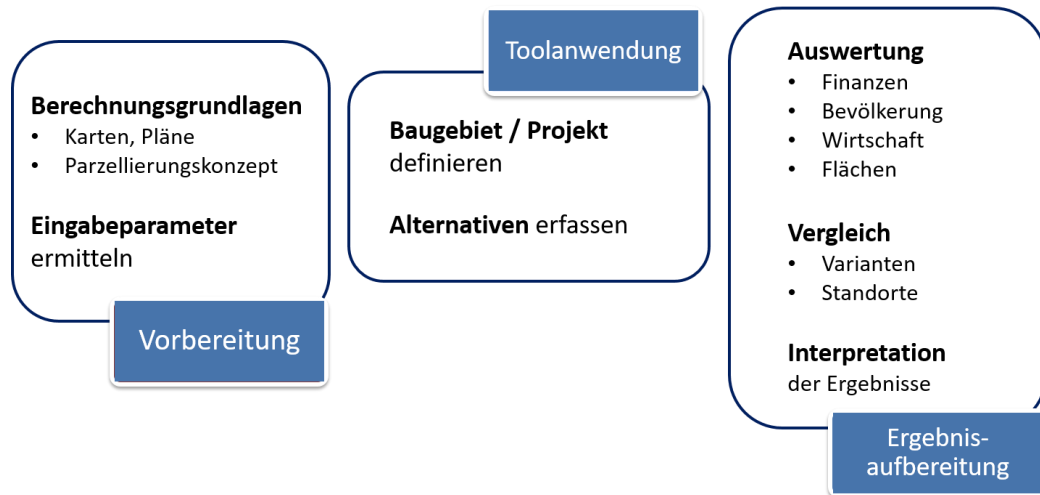 Berechnungsgrundlagen
• Karten, Pläne
• Parzellierungskonzept
Eingabeparameter
ermitteln
Vorbereitung
Toolanwendung
Baugebiet / Projekt
definieren
Alternativen erfassen
Auswertung
• Finanzen
• Bevölkerung
• Wirtschaft
• Flächen
Vergleich
• Varianten
• Standorte
Interpretation
der Ergebnisse
Ergebnis-
aufbereitung